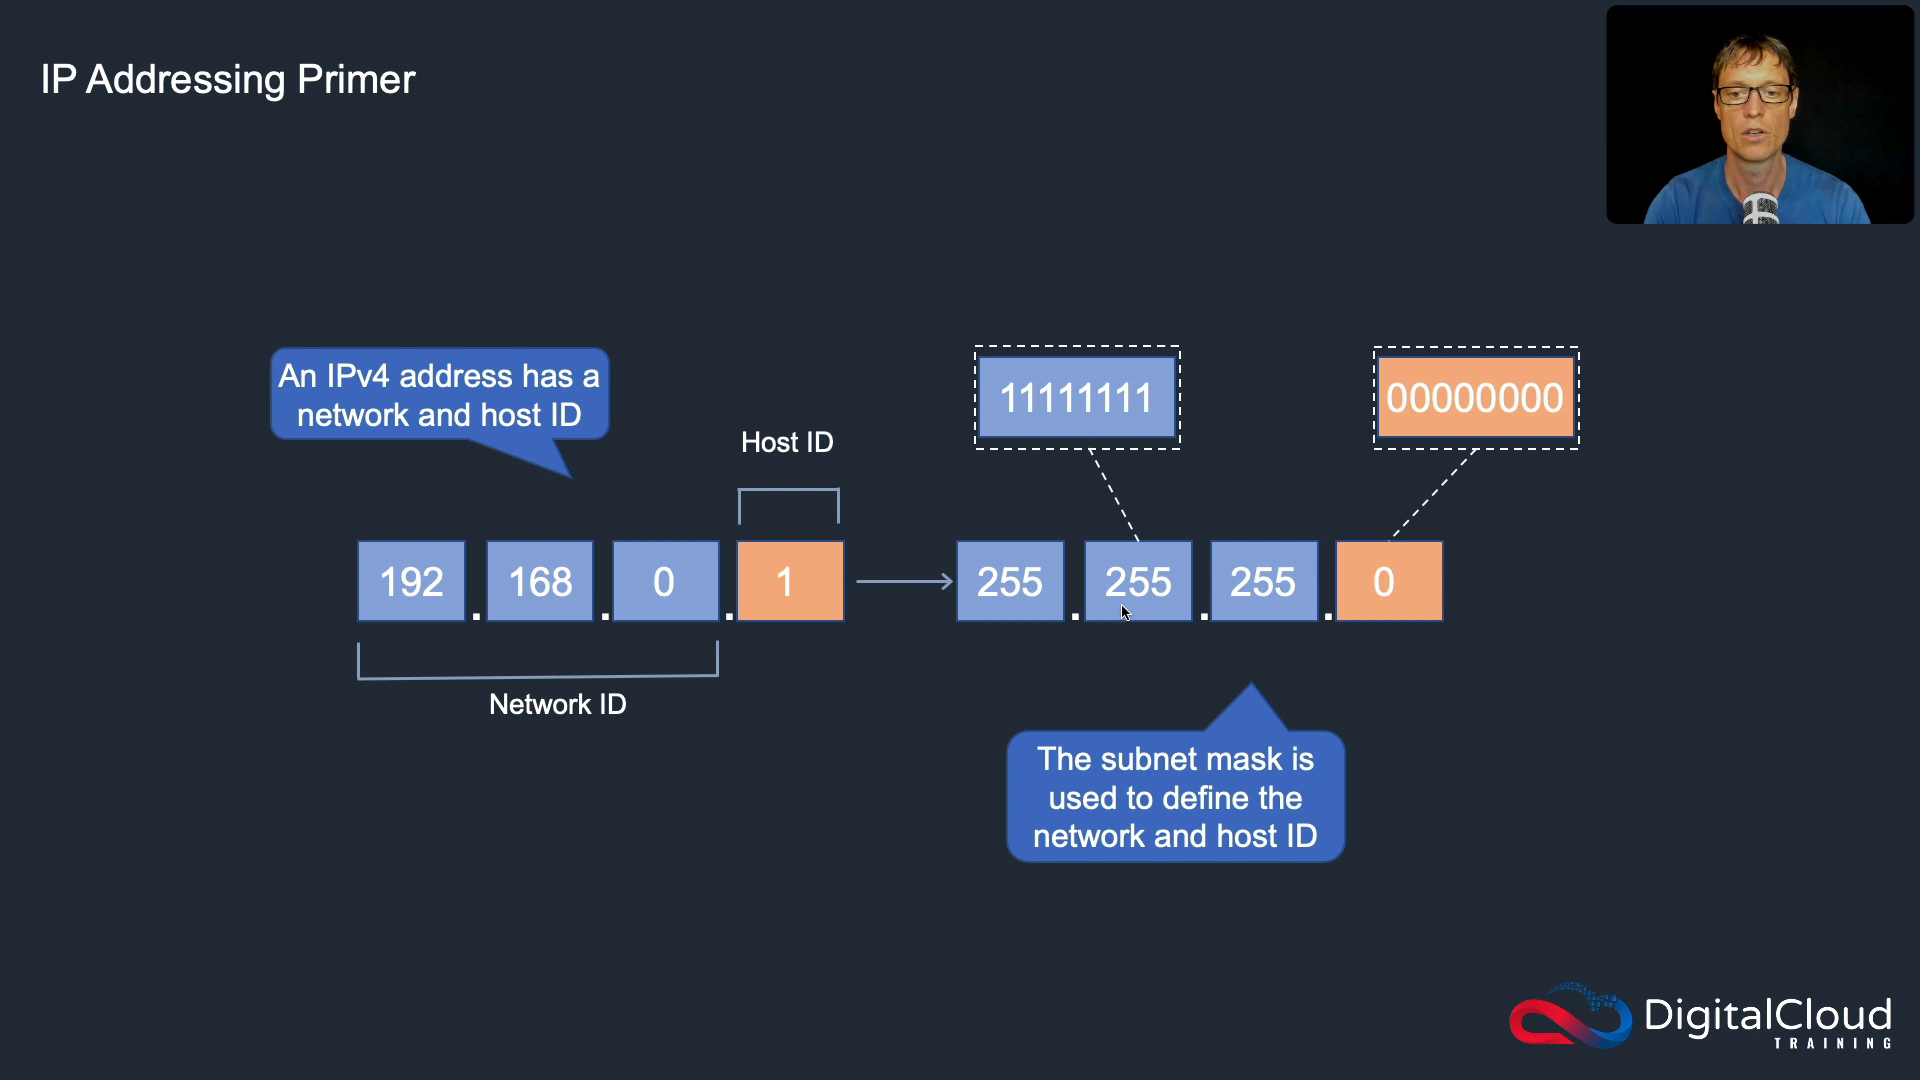 IP Addressing Primer
An IPv4 address has a
network and host ID
Host ID
11111111
00000000
192 . 168 . 0 . 1
255 . 255 . 255 . 0
Network ID
The subnet mask is
used to define the
network and host ID
DigitalCloud
TRAINING